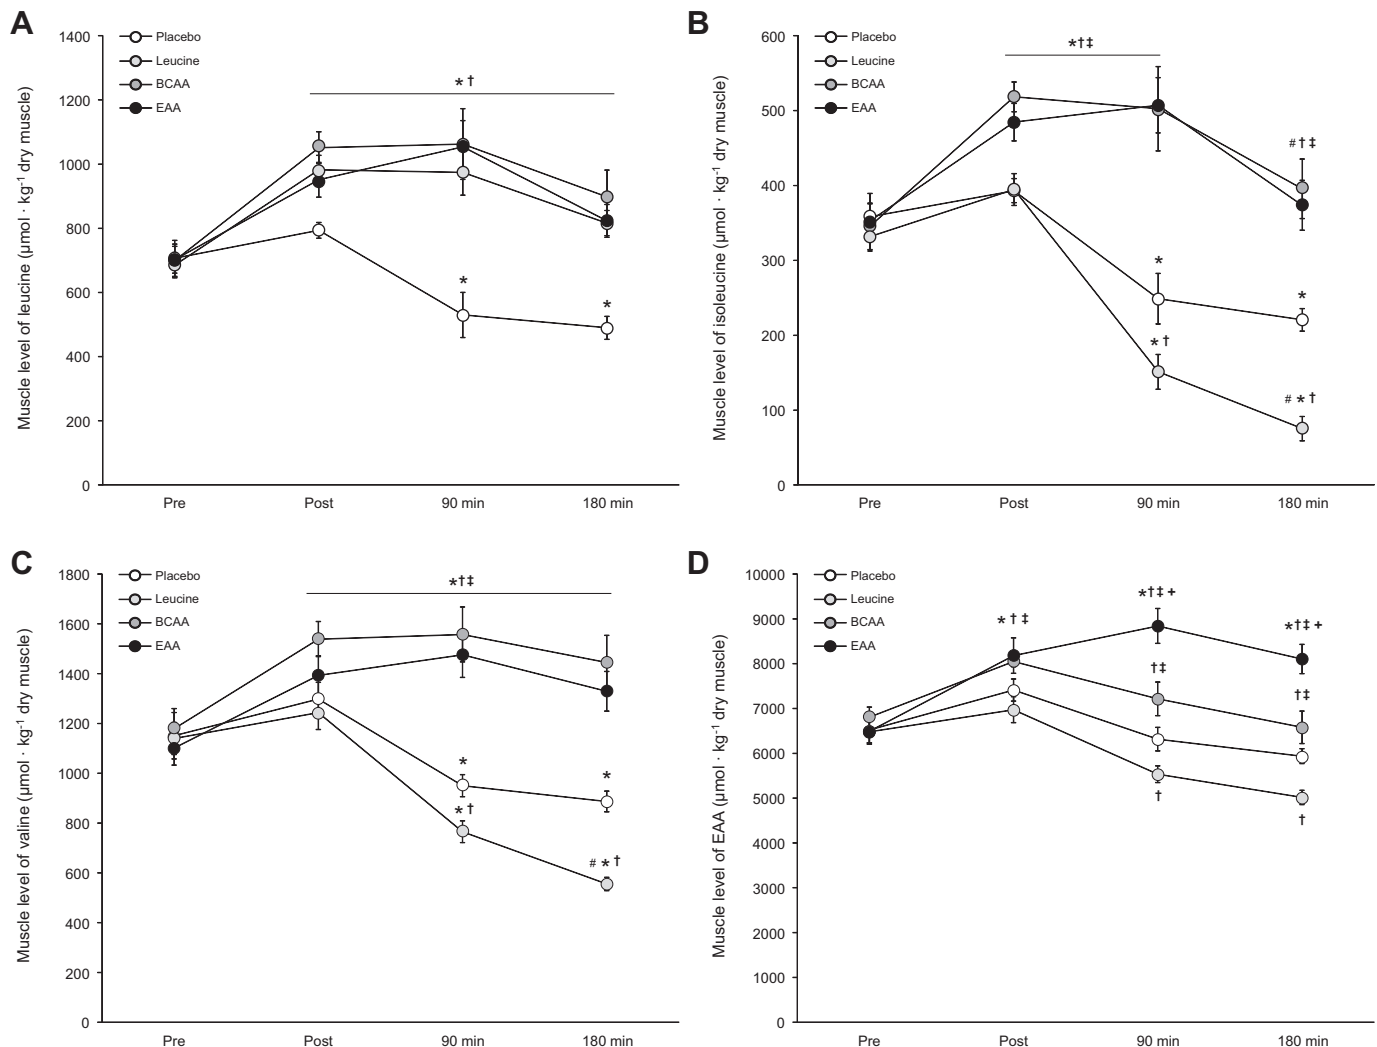 A
Muscle level of leucine (µmol · kg-1 dry muscle)
1400
1200
1000
800
600
400
200
0
Placebo
Leucine
BCAA
EAA
* †
*
*
Pre Post 90 min 180 min
B
Muscle level of isoleucine (µmol · kg-1 dry muscle)
600
500
400
300
200
100
0
Placebo
Leucine
BCAA
EAA
*†‡
#†‡
*
*
*†
#*†
Pre Post 90 min 180 min
C
Muscle level of valine (µmol · kg-1 dry muscle)
1800
1600
1400
1200
1000
800
600
400
200
0
Placebo
Leucine
BCAA
EAA
*†‡
*
*
*†
#*†
Pre Post 90 min 180 min
D
Muscle level of EAA (µmol · kg-1 dry muscle)
10000
9000
8000
7000
6000
5000
4000
3000
2000
1000
0
Placebo
Leucine
BCAA
EAA
*†‡
*†‡+
*†‡+
†‡
†‡
†
†
Pre Post 90 min 180 min